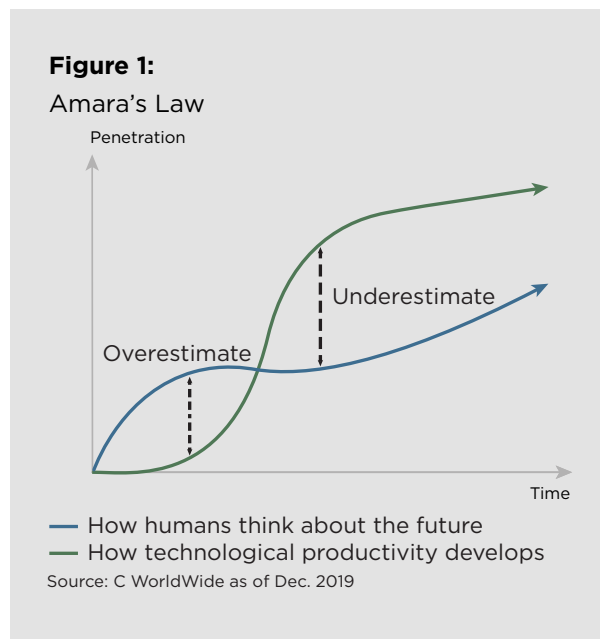 Figure 1:
Amara’s Law
Penetration
Underestimate
Overestimate
Time
How humans think about the future
How technological productivity develops
Source: C WorldWide as of Dec. 2019